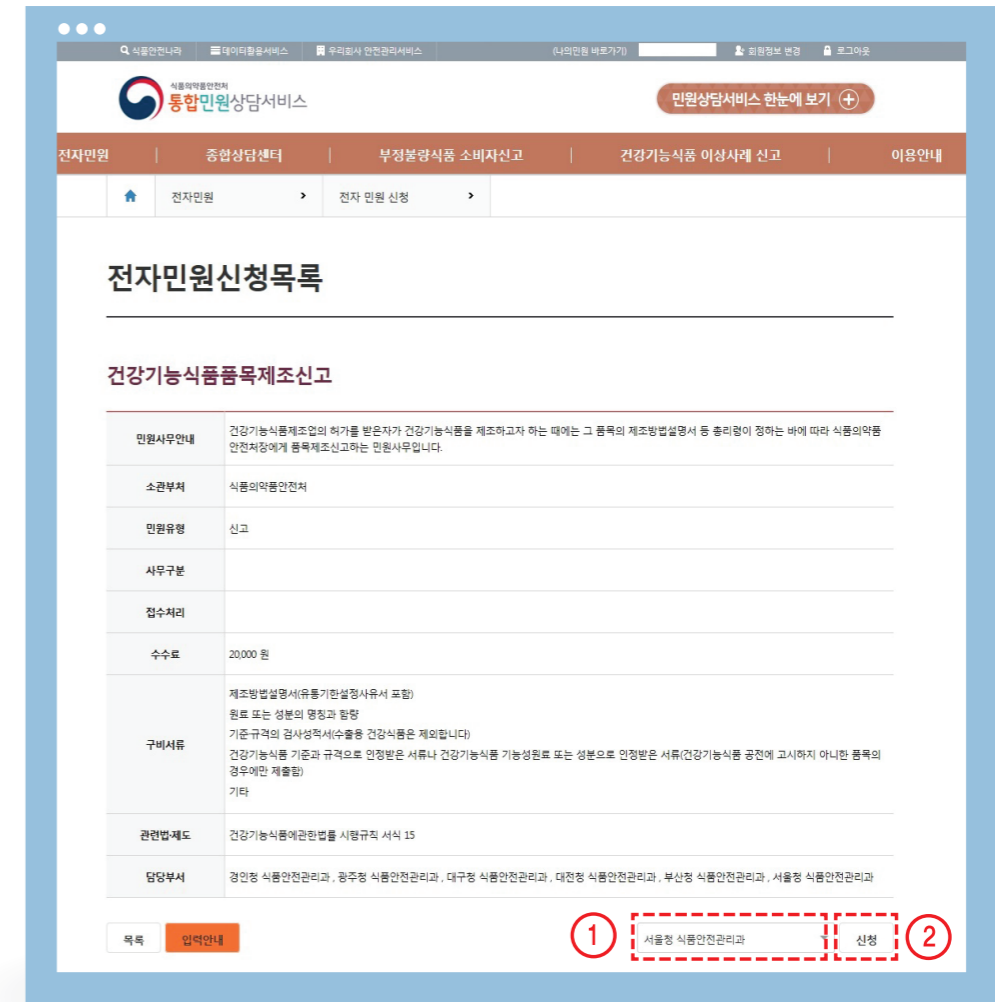 식품안전나라 데이터활용서비스 우리회사 안전관리서비스 (나의민원 바로가기) 회원정보 변경 로그아웃
식품의약품안전처
통합민원상담서비스
민원상담서비스 한눈에 보기
전자민원 | 종합상담센터 | 부정불량식품 소비자신고 | 건강기능식품 이상사례 신고 | 이용안내
전자민원 > 전자 민원 신청 >
전자민원신청목록
건강기능식품품목제조신고
민원사무안내
건강기능식품제조업의 허가를 받은자가 건강기능식품을 제조하고자 하는 때에는 그 품목의 제조방법설명서 등 총리령이 정하는 바에 따라 식품의약품
안전처장에게 품목제조신고하는 민원사무입니다.
소관부처 식품의약품안전처
민원유형 신고
사무구분
접수처리
수수료 20,000 원
구비서류
제조방법설명서(유통기한설정사유서 포함)
원료 또는 성분의 명칭과 함량
기준·규격의 검사성적서(수출용 건강식품은 제외합니다)
건강기능식품 기준과 규격으로 인정받은 서류나 건강기능식품 기능성원료 또는 성분으로 인정받은 서류(건강기능식품 공전에 고시하지 아니한 품목의
경우에만 제출함)
기타
관련법·제도 건강기능식품에관한법률 시행규칙 서식 15
담당부서 경인청 식품안전관리과 , 광주청 식품안전관리과 , 대구청 식품안전관리과 , 대전청 식품안전관리과 , 부산청 식품안전관리과 , 서울청 식품안전관리과
목록 입력안내 1 서울청 식품안전관리과 신청 2